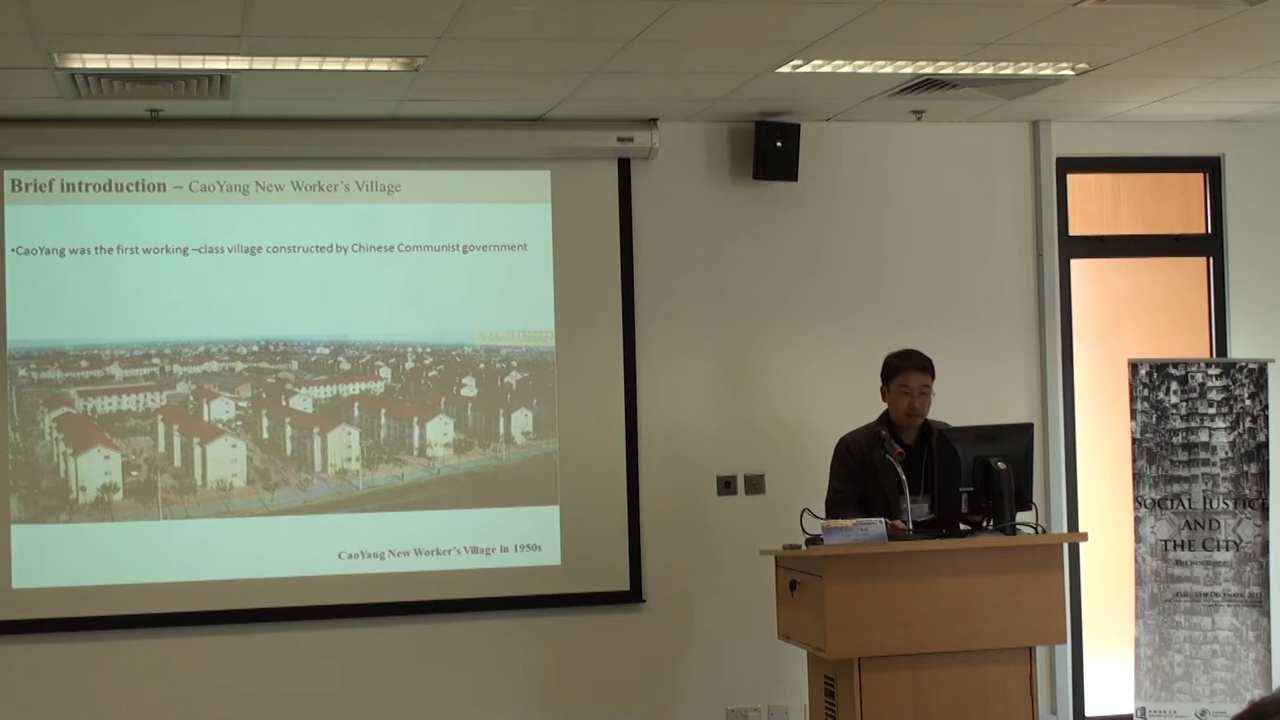 Brief introduction – CaoYang New Worker's Village
•CaoYang was the first working –class village constructed by Chinese Communist government
CaoYang New Worker's Village in 1950s
Social Justice
and
the City